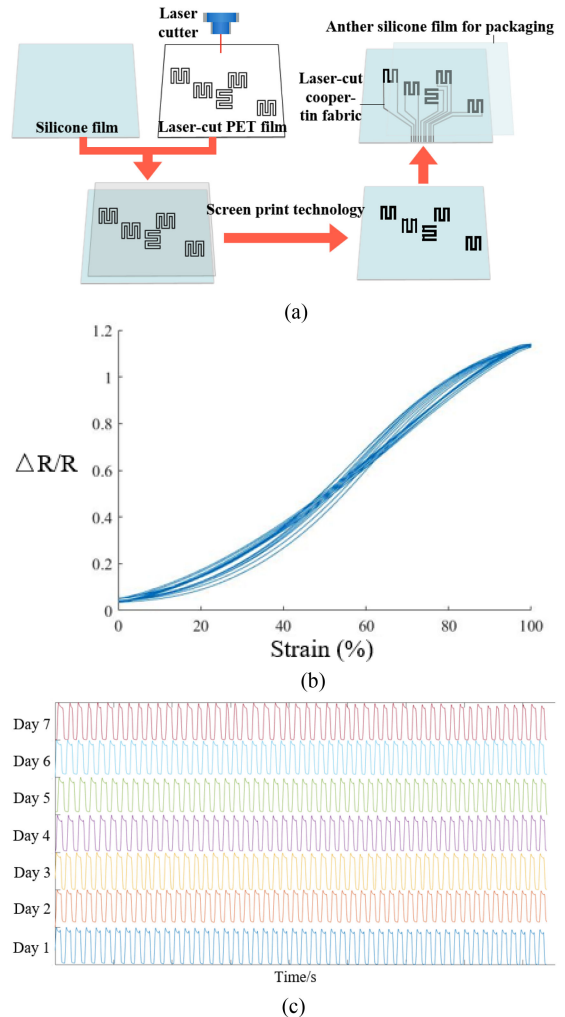 Laser
cutter
Anther silicone film for packaging
Laser-cut
cooper-
tin fabric
Silicone film
Laser-cut PET film
Screen print technology
(a)
1.2
1
0.8
△R/R
0.6
0.4
0.2
0
0 20 40 60 80 100
Strain (%)
(b)
Day 7
Day 6
Day 5
Day 4
Day 3
Day 2
Day 1
Time/s
(c)